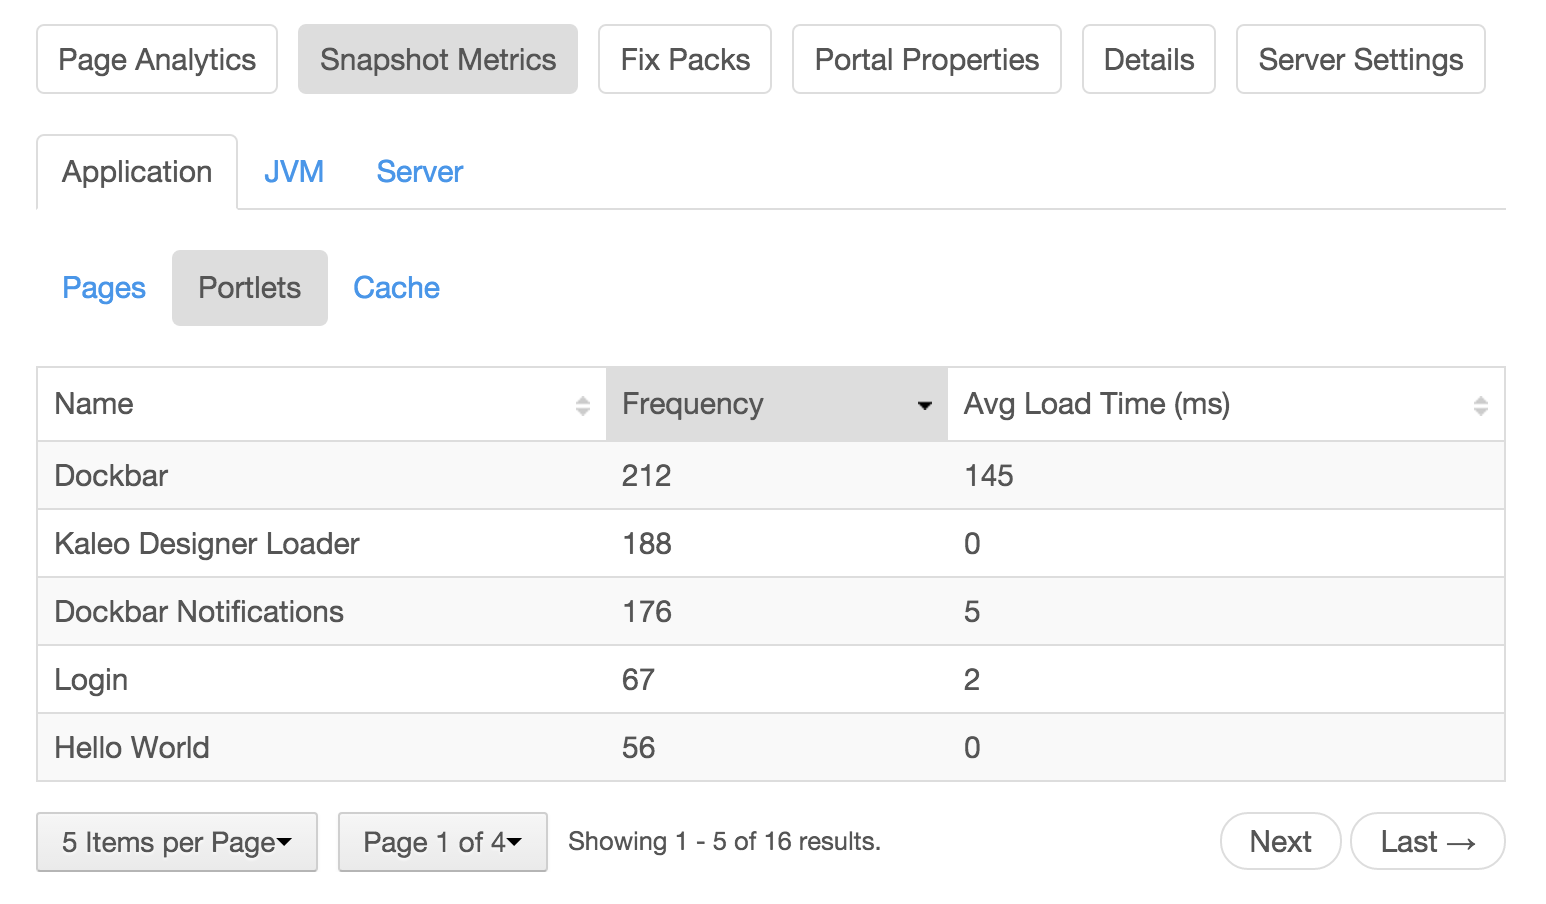 Page Analytics Snapshot Metrics Fix Packs Portal Properties Details Server Settings
Application JVM Server
Pages Portlets Cache
Name Frequency Avg Load Time (ms)
Dockbar 212 145
Kaleo Designer Loader 188 0
Dockbar Notifications 176 5
Login 67 2
Hello World 56 0
5 Items per Page Page 1 of 4 Showing 1 - 5 of 16 results. Next Last →